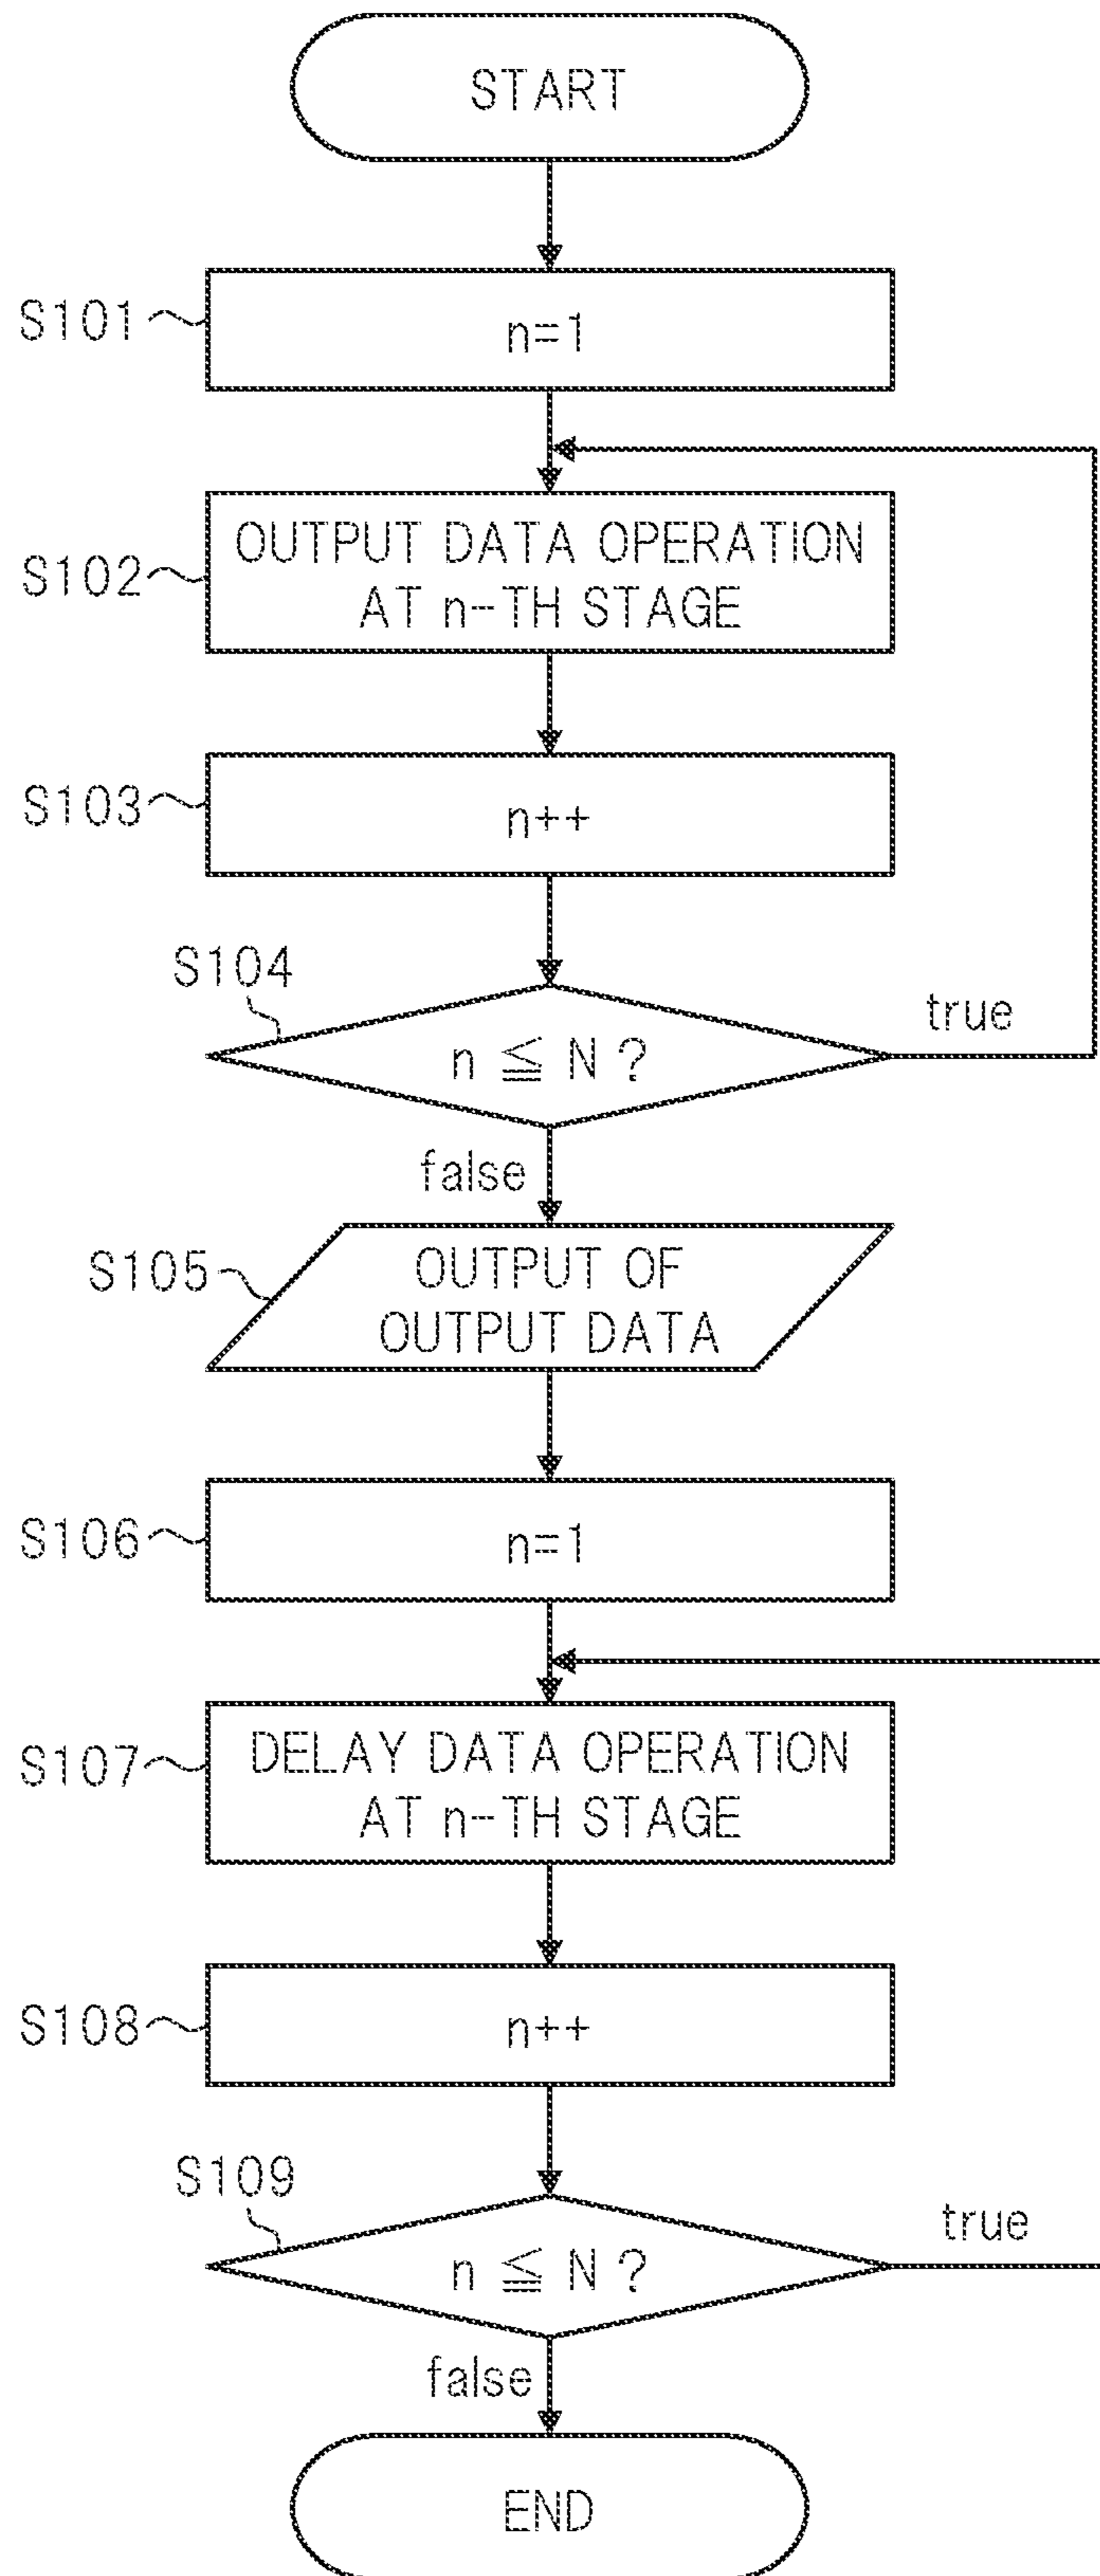 START
S101
n=1
S102
OUTPUT DATA OPERATION
AT n-TH STAGE
S103
n++
S104
n ≦ N ?
true
false
S105
OUTPUT OF
OUTPUT DATA
S106
n=1
S107
DELAY DATA OPERATION
AT n-TH STAGE
S108
n++
S109
n ≦ N ?
true
false
END